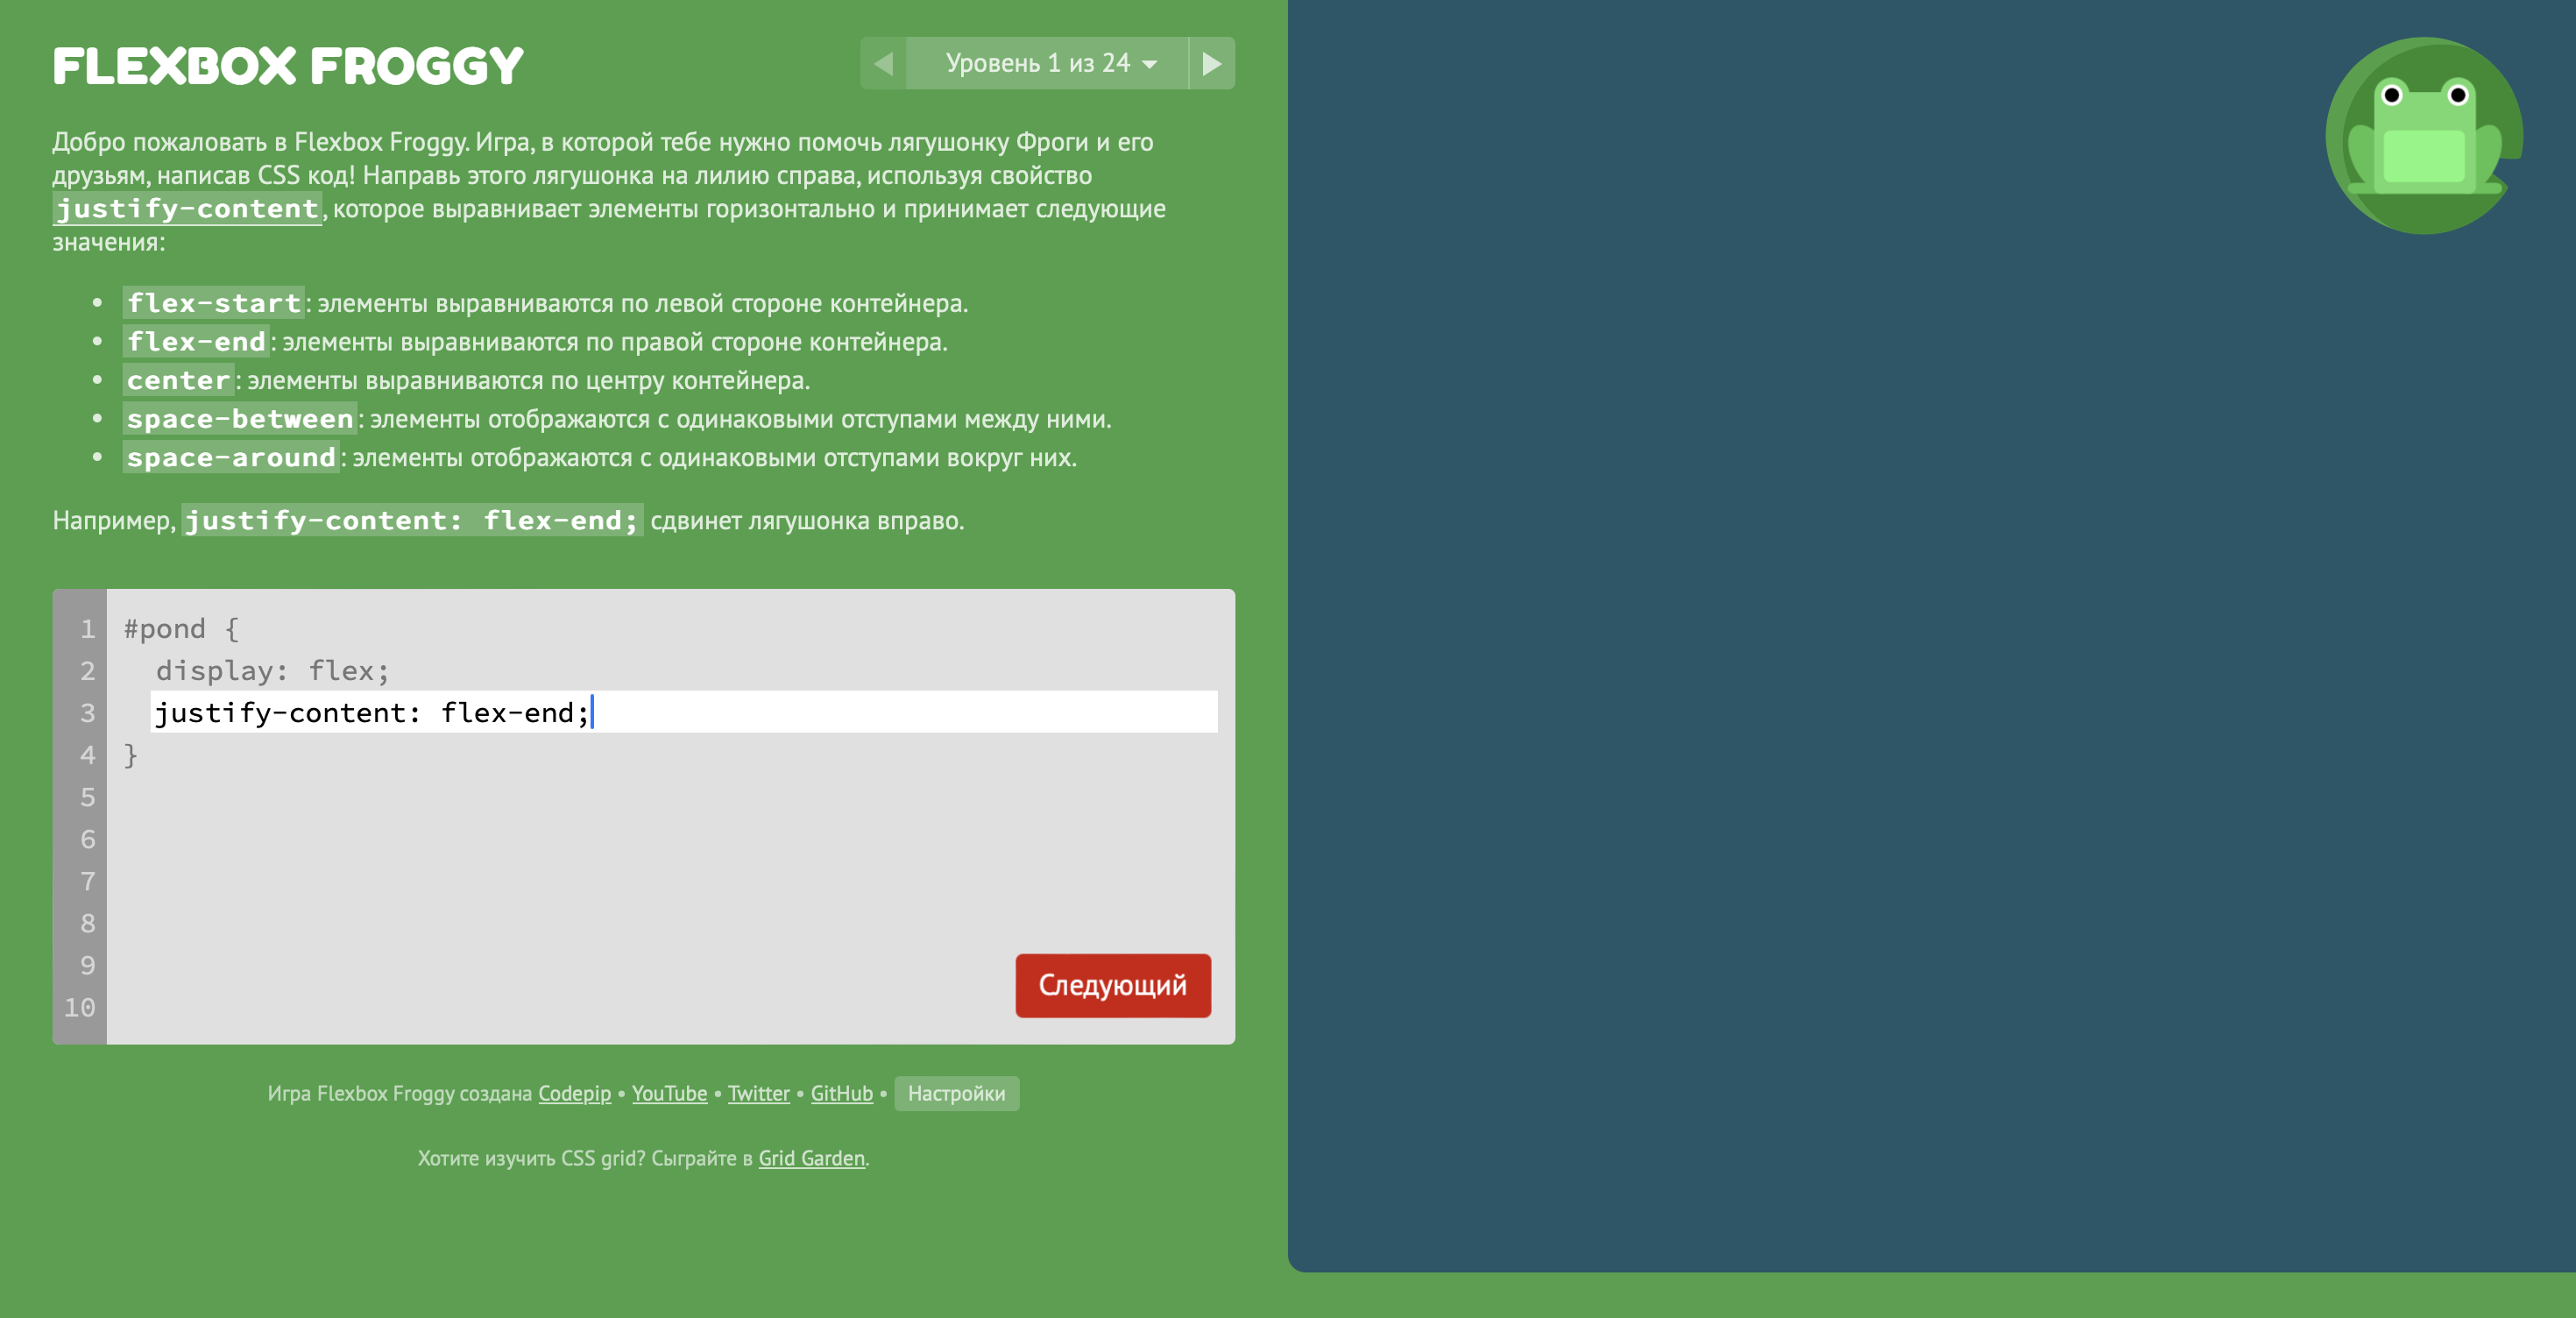 FLEXBOX FROGGY
Уровень 1 из 24
Добро пожаловать в Flexbox Froggy. Игра, в которой тебе нужно помочь лягушонку Фроги и его
друзьям, написав CSS код! Направь этого лягушонка на лилию справа, используя свойство
justify-content, которое выравнивает элементы горизонтально и принимает следующие
значения:
• flex-start: элементы выравниваются по левой стороне контейнера.
• flex-end: элементы выравниваются по правой стороне контейнера.
• center: элементы выравниваются по центру контейнера.
• space-between: элементы отображаются с одинаковыми отступами между ними.
• space-around: элементы отображаются с одинаковыми отступами вокруг них.
Например, justify-content: flex-end; сдвинет лягушонка вправо.
1 #pond {
2 display: flex;
3 justify-content: flex-end;
4 }
5
6
7
8
9
10
Следующий
Игра Flexbox Froggy создана Codepip • YouTube • Twitter • GitHub • Настройки
Хотите изучить CSS grid? Сыграйте в Grid Garden.